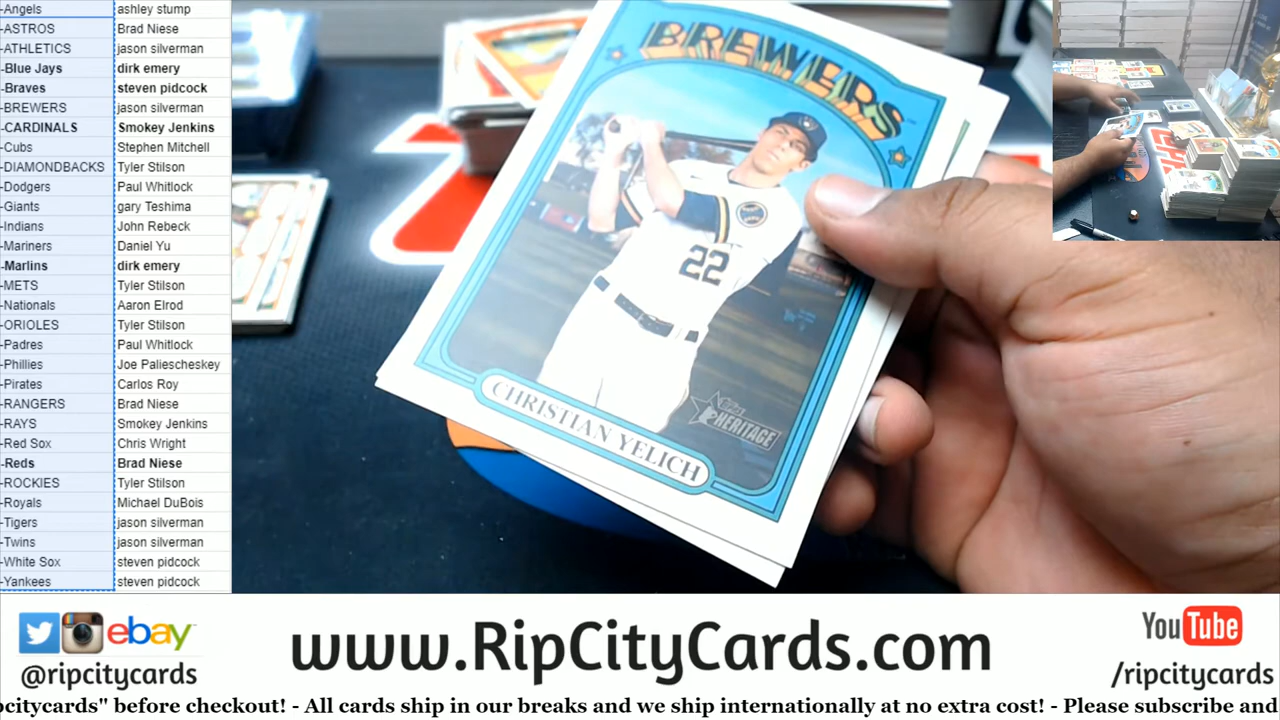 -Angels ashley stump
-ASTROS Brad Niese
-ATHLETICS jason silverman
-Blue Jays dirk emery
-Braves steven pidcock
-BREWERS jason silverman
-CARDINALS Smokey Jenkins
-Cubs Stephen Mitchell
-DIAMONDBACKS Tyler Stilson
-Dodgers Paul Whitlock
-Giants gary Teshima
-Indians John Rebeck
-Mariners Daniel Yu
-Marlins dirk emery
-METS Tyler Stilson
-Nationals Aaron Elrod
-ORIOLES Tyler Stilson
-Padres Paul Whitlock
-Phillies Joe Paliescheskey
-Pirates Carlos Roy
-RANGERS Brad Niese
-RAYS Smokey Jenkins
-Red Sox Chris Wright
-Reds Brad Niese
-ROCKIES Tyler Stilson
-Royals Michael DuBois
-Tigers jason silverman
-Twins jason silverman
-White Sox steven pidcock
-Yankees steven pidcock
BREWERS
22
CHRISTIAN YELICH
Topps
HERITAGE
ebay
@ripcitycards
www.RipCityCards.com
YouTube
/ripcitycards
pcitycards" before checkout! - All cards ship in our breaks and we ship internationally at no extra cost! - Please subscribe and